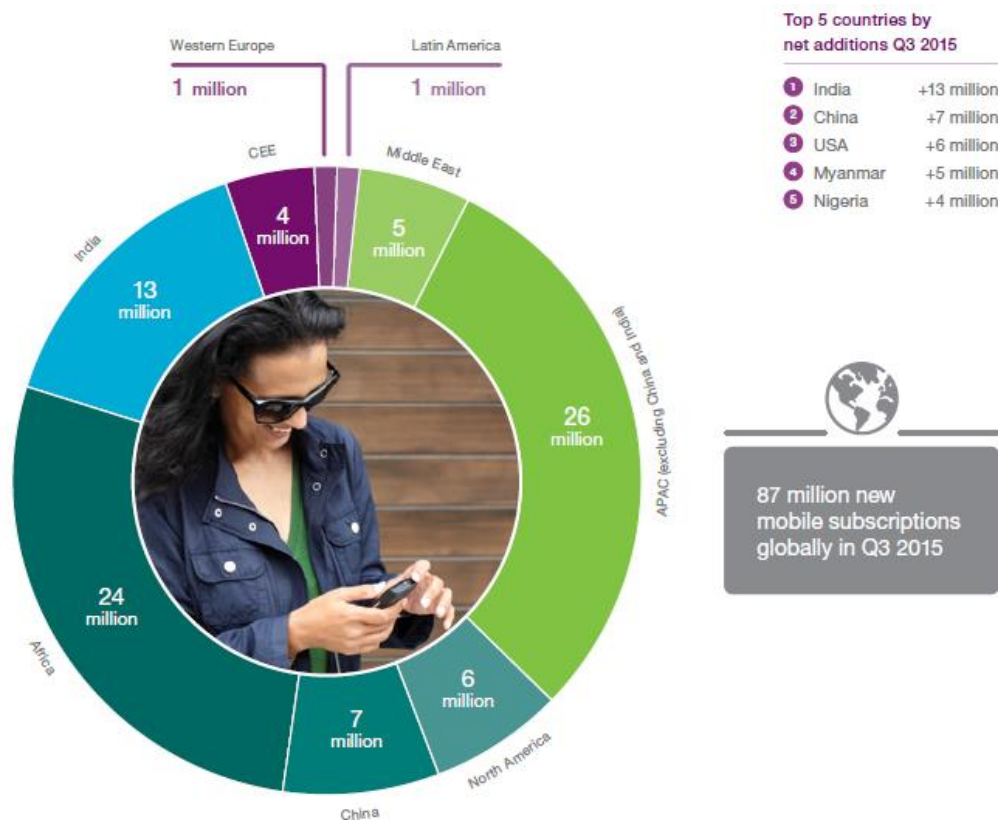 Western Europe
1 million
Latin America
1 million
Top 5 countries by
net additions Q3 2015
1 India +13 million
2 China +7 million
3 USA +6 million
4 Myanmar +5 million
5 Nigeria +4 million
CEE
4
million
Middle East
5
million
India
13
million
APAC (excluding China and India)
26
million
87 million new
mobile subscriptions
globally in Q3 2015
Africa
24
million
6
million
North America
7
million
China